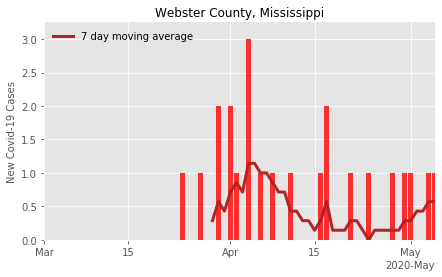 Webster County, Mississippi
7 day moving average
New Covid-19 Cases
3.0
2.5
2.0
1.5
1.0
0.5
0.0
Mar
15
Apr
15
May
2020-May